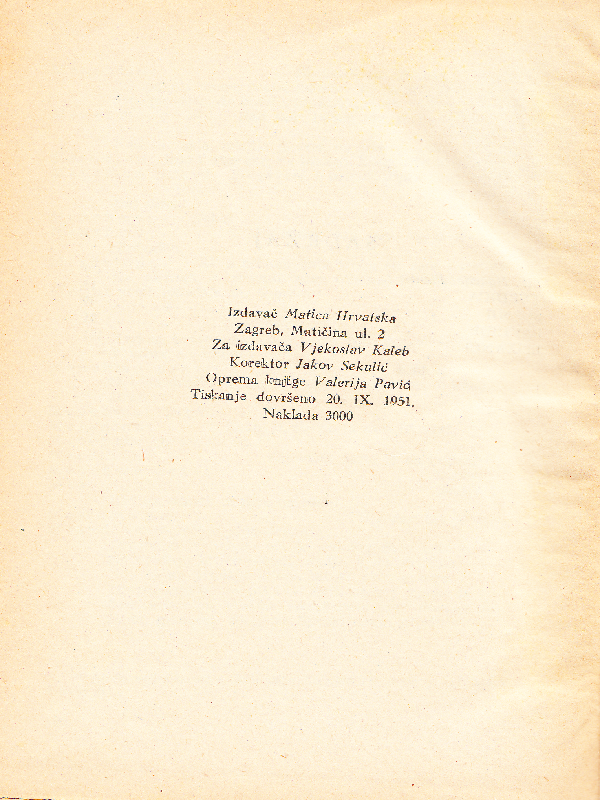 Izdavač Matica Hrvatska
Zagreb, Matičina ul. 2
Za izdavača Vjekoslav Kaleb
Korektor Jakov Sekulić
Oprema knjige Valerija Pavić
Tiskanje dovršeno 20. IX. 1951.
Naklada 3000